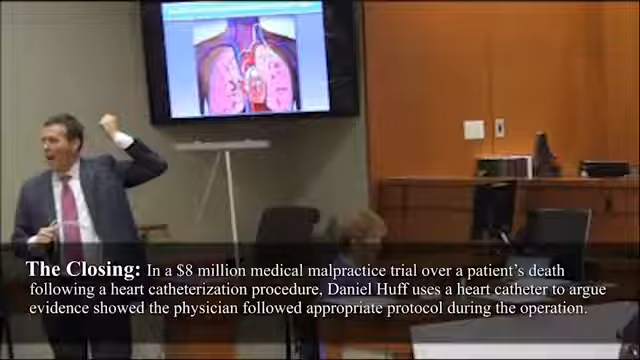 The Closing: In a $8 million medical malpractice trial over a patient's death
following a heart catheterization procedure, Daniel Huff uses a heart catheter to argue
evidence showed the physician followed appropriate protocol during the operation.